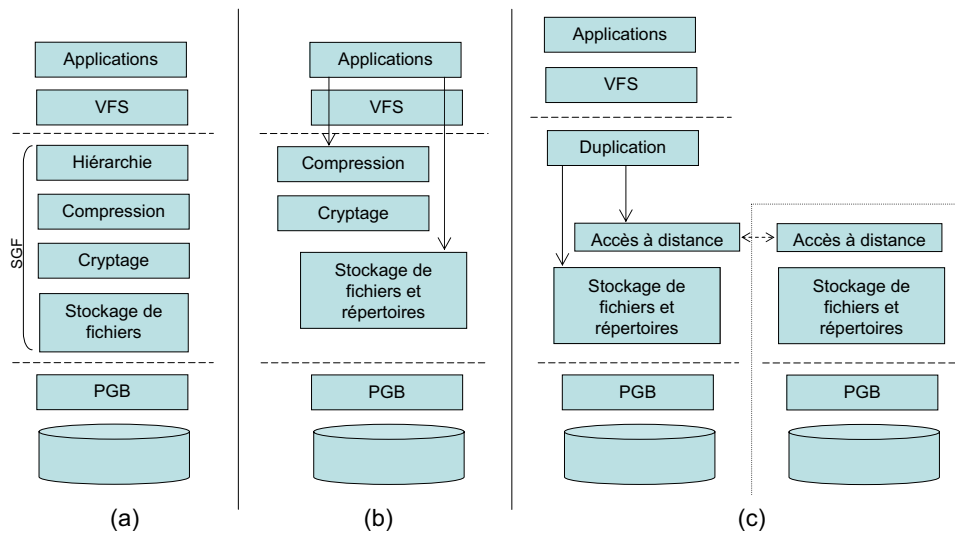 Applications
VFS
SGF
Hiérarchie
Compression
Cryptage
Stockage de
fichiers
PGB
(a)
Applications
VFS
Compression
Cryptage
Stockage de
fichiers et
répertoires
PGB
(b)
Applications
VFS
Duplication
Accès à distance
Stockage de
fichiers et
répertoires
PGB
Accès à distance
Stockage de
fichiers et
répertoires
PGB
(c)